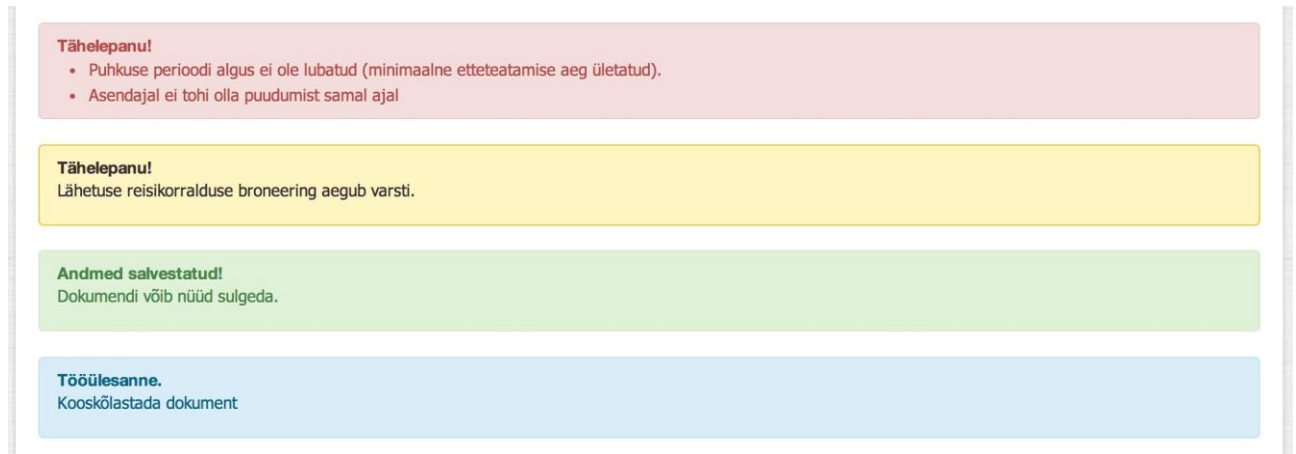 Tähelepanu!
• Puhkuse perioodi algus ei ole lubatud (minimaalne etteteatamise aeg ületatud).
• Asendajal ei tohi olla puudumist samal ajal
Tähelepanu!
Lähetuse reisikorralduse broneering aegub varsti.
Andmed salvestatud!
Dokumendi võib nüüd sulgeda.
Tööülesanne.
Kooskõlastada dokument